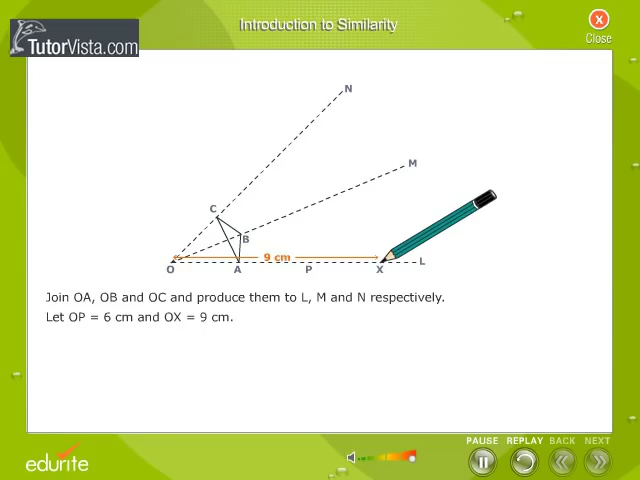 Introduction to Similarity
X
Close
TutorVista.com
N
M
C
B
9 cm
O A P X L
Join OA, OB and OC and produce them to L, M and N respectively.
Let OP = 6 cm and OX = 9 cm.
PAUSE REPLAY BACK NEXT
edurite